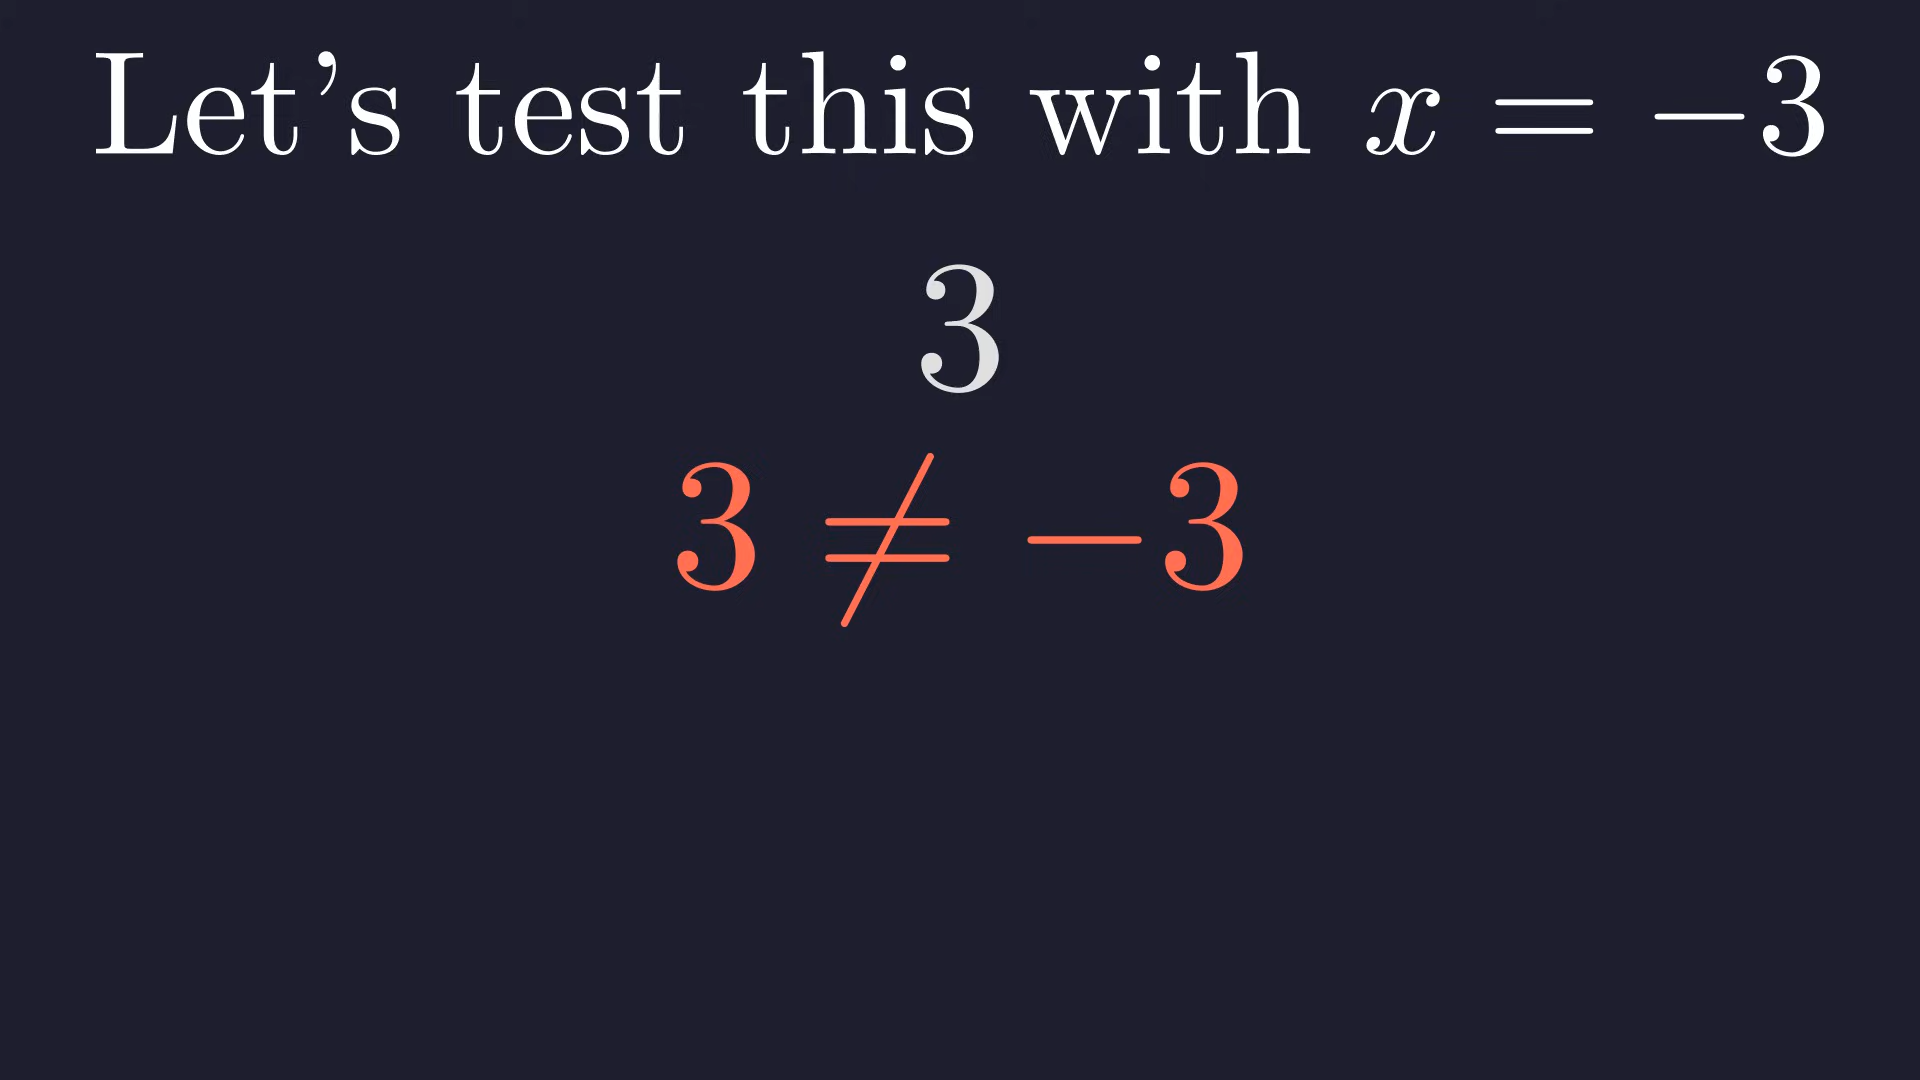 Let’s test this with x = −3
3
3 ≠ −3